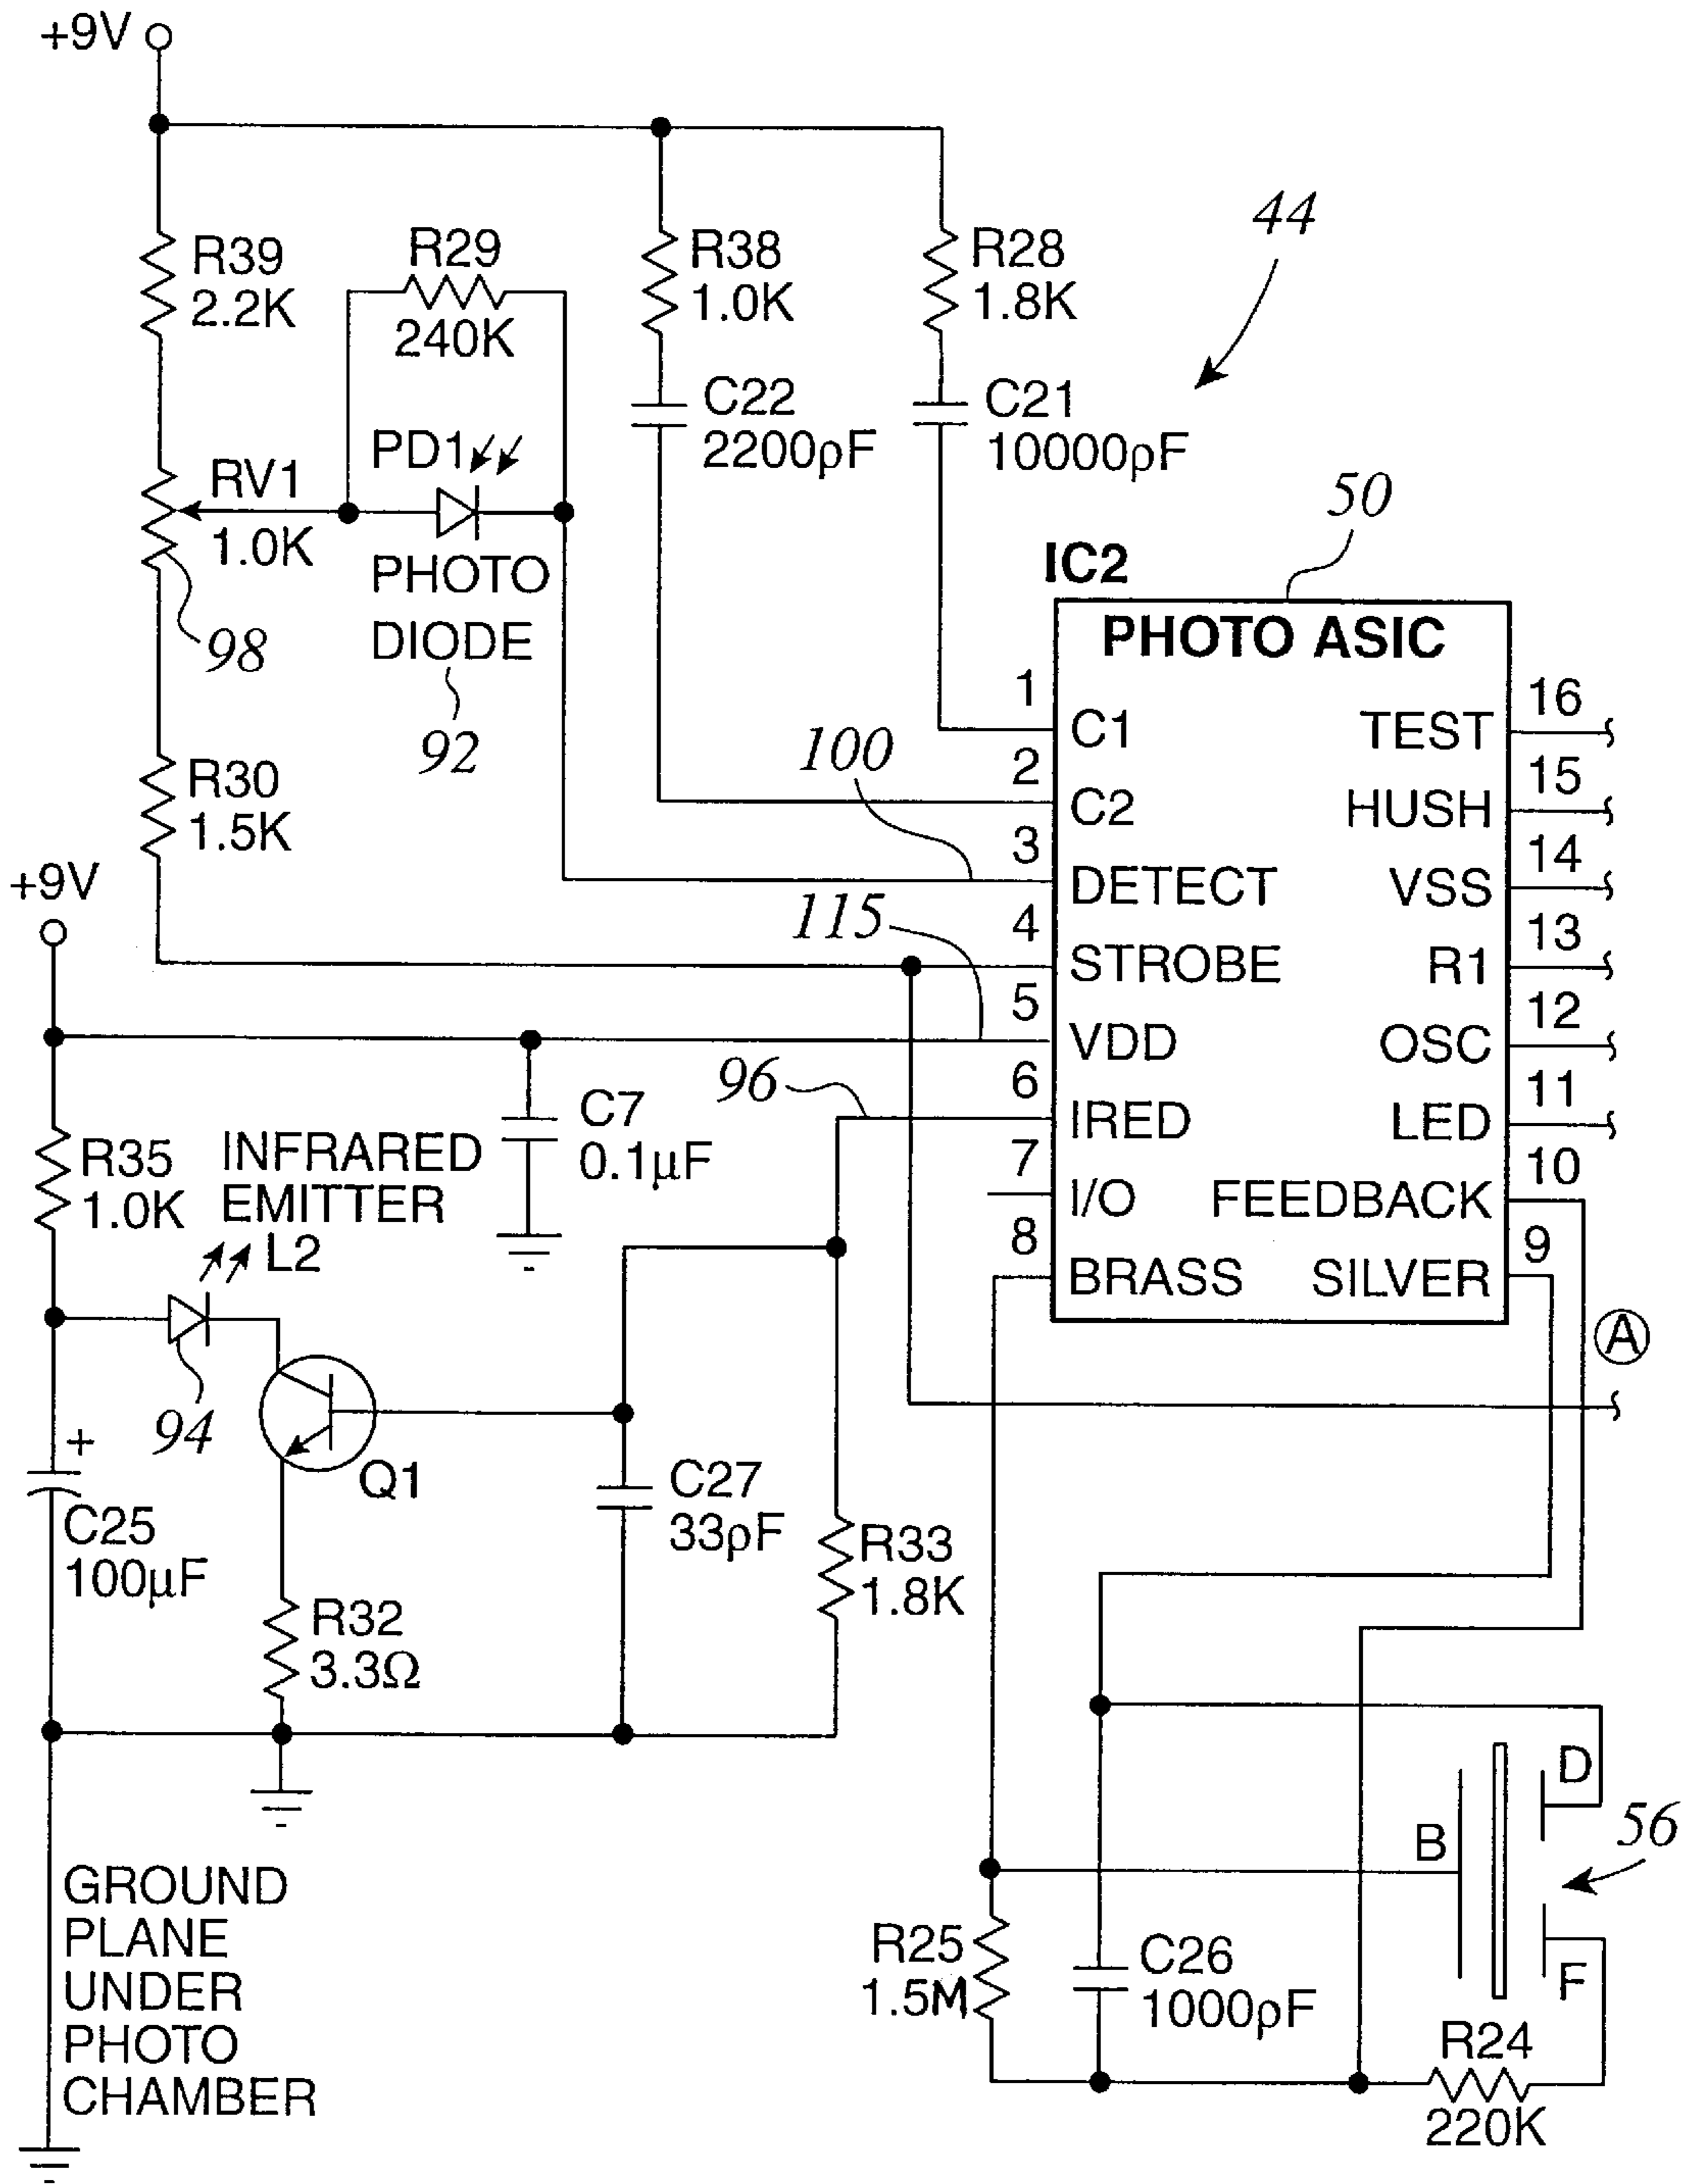 +9V
R39
2.2K
R29
240K
R38
1.0K
R28
1.8K
44
C22
2200pF
C21
10000pF
PD1
RV1
1.0K
PHOTO
DIODE
98
92
50
IC2
PHOTO ASIC
1
C1
2
C2
3
DETECT
4
STROBE
5
VDD
6
IRED
7
I/O
8
BRASS
16
TEST
15
HUSH
14
VSS
13
R1
12
OSC
11
LED
10
FEEDBACK
9
SILVER
100
115
96
R30
1.5K
+9V
C7
0.1μF
R35
1.0K
INFRARED
EMITTER
L2
94
Q1
+
C25
100μF
C27
33pF
R33
1.8K
R32
3.3Ω
A
GROUND
PLANE
UNDER
PHOTO
CHAMBER
D
B
56
F
R25
1.5M
C26
1000pF
R24
220K